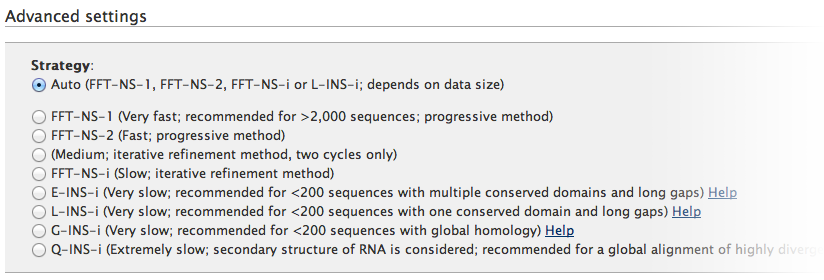 Advanced settings
Strategy:
Auto (FFT-NS-1, FFT-NS-2, FFT-NS-i or L-INS-i; depends on data size)
FFT-NS-1 (Very fast; recommended for >2,000 sequences; progressive method)
FFT-NS-2 (Fast; progressive method)
(Medium; iterative refinement method, two cycles only)
FFT-NS-i (Slow; iterative refinement method)
E-INS-i (Very slow; recommended for <200 sequences with multiple conserved domains and long gaps) Help
L-INS-i (Very slow; recommended for <200 sequences with one conserved domain and long gaps) Help
G-INS-i (Very slow; recommended for <200 sequences with global homology) Help
Q-INS-i (Extremely slow; secondary structure of RNA is considered; recommended for a global alignment of highly